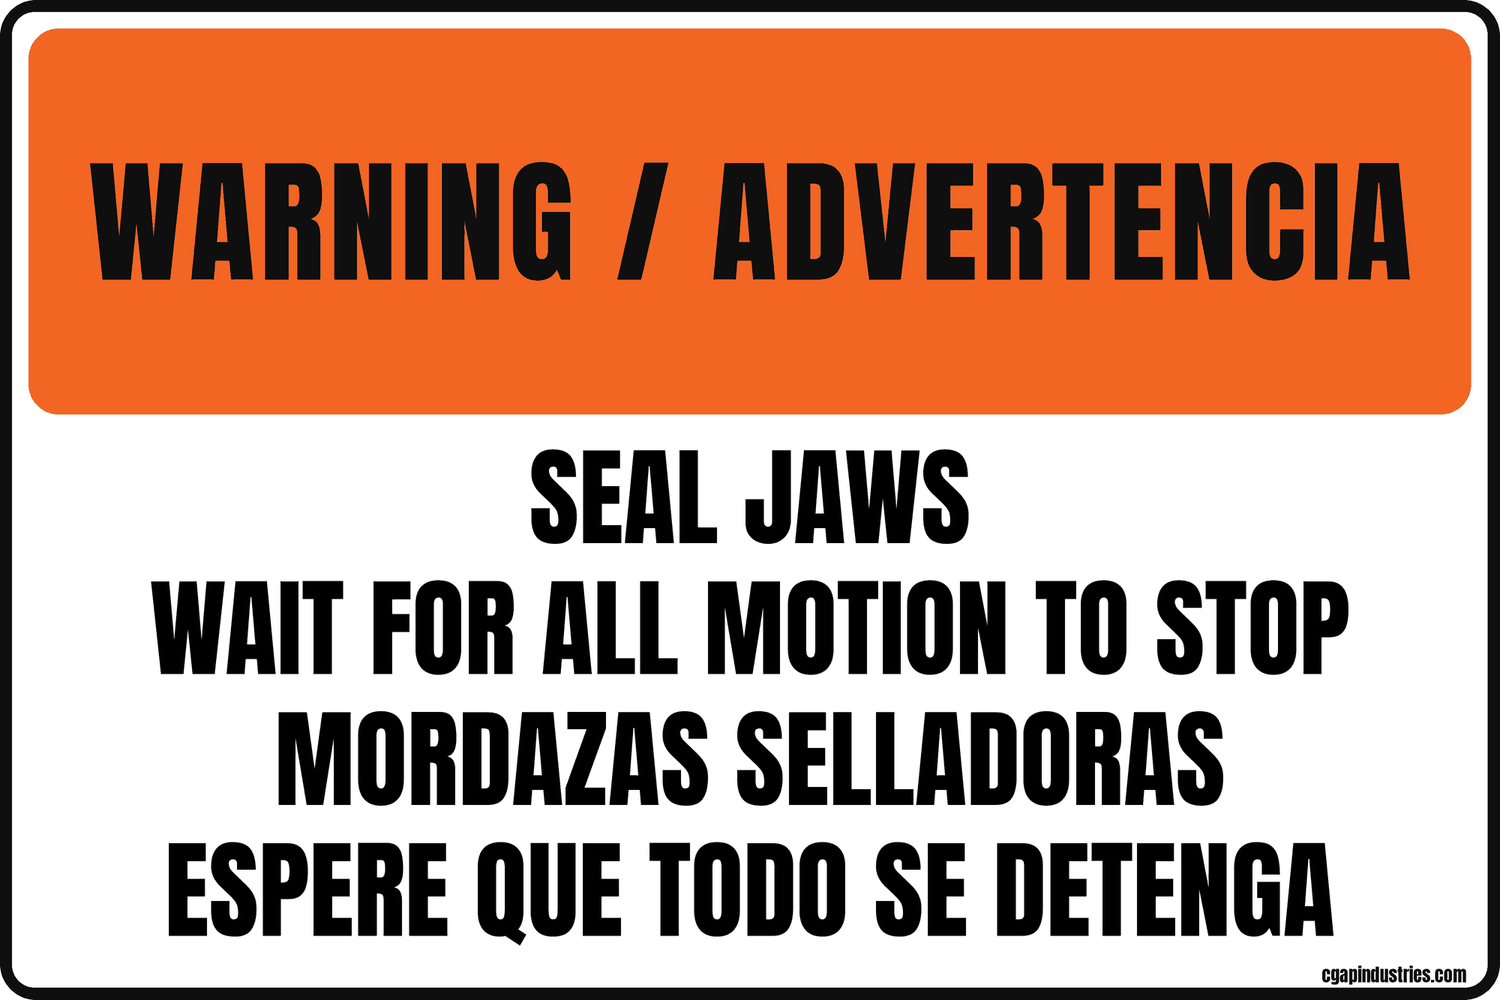 WARNING / ADVERTENCIA
SEAL JAWS
WAIT FOR ALL MOTION TO STOP
MORDAZAS SELLADORAS
ESPERE QUE TODO SE DETENGA
cgapindustries.com